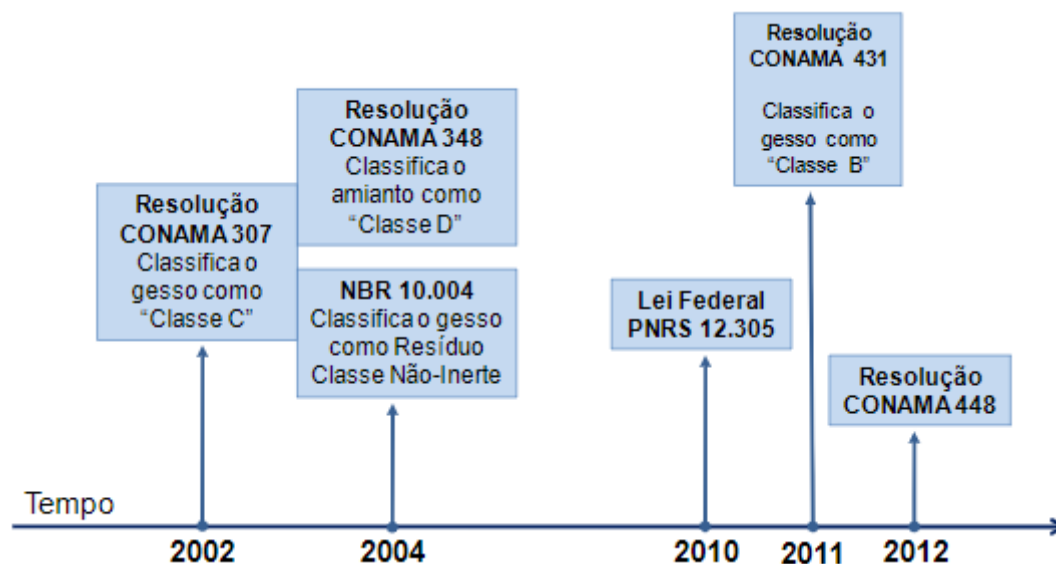 Resolução
CONAMA 307
Classifica o
gesso como
“Classe C”
Resolução
CONAMA 348
Classifica o
amianto como
“Classe D”
NBR 10.004
Classifica o gesso
como Resíduo
Classe Não-Inerte
Lei Federal
PNRS 12.305
Resolução
CONAMA 431
Classifica o
gesso como
“Classe B”
Resolução
CONAMA 448
Tempo
2002
2004
2010
2011
2012